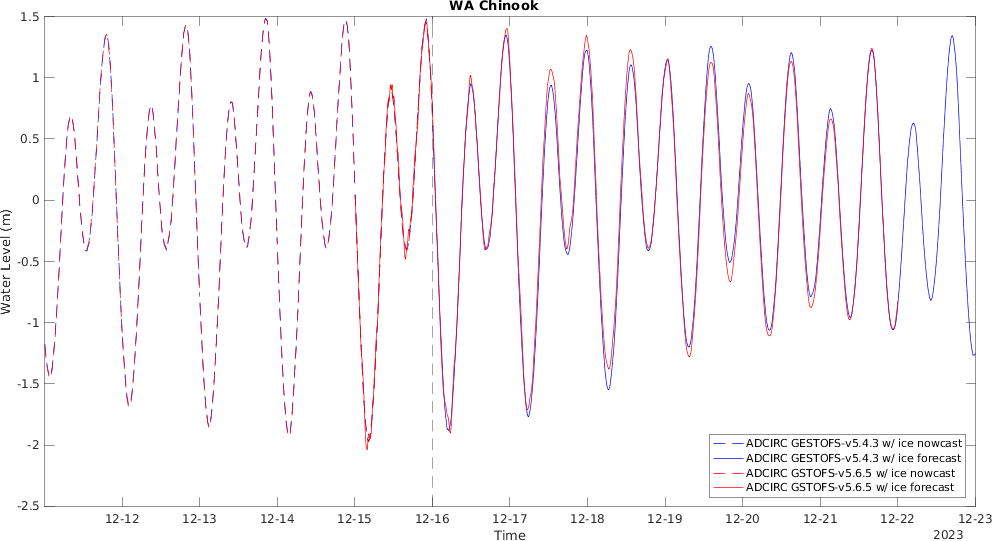 WA Chinook
1.5
1
0.5
0
-0.5
-1
-1.5
-2
-2.5
Water Level (m)
ADCIRC GESTOFS-v5.4.3 w/ ice nowcast
ADCIRC GESTOFS-v5.4.3 w/ ice forecast
ADCIRC GSTOFS-v5.6.5 w/ ice nowcast
ADCIRC GSTOFS-v5.6.5 w/ ice forecast
12-12 12-13 12-14 12-15 12-16 12-17 12-18 12-19 12-20 12-21 12-22 12-23
Time
2023